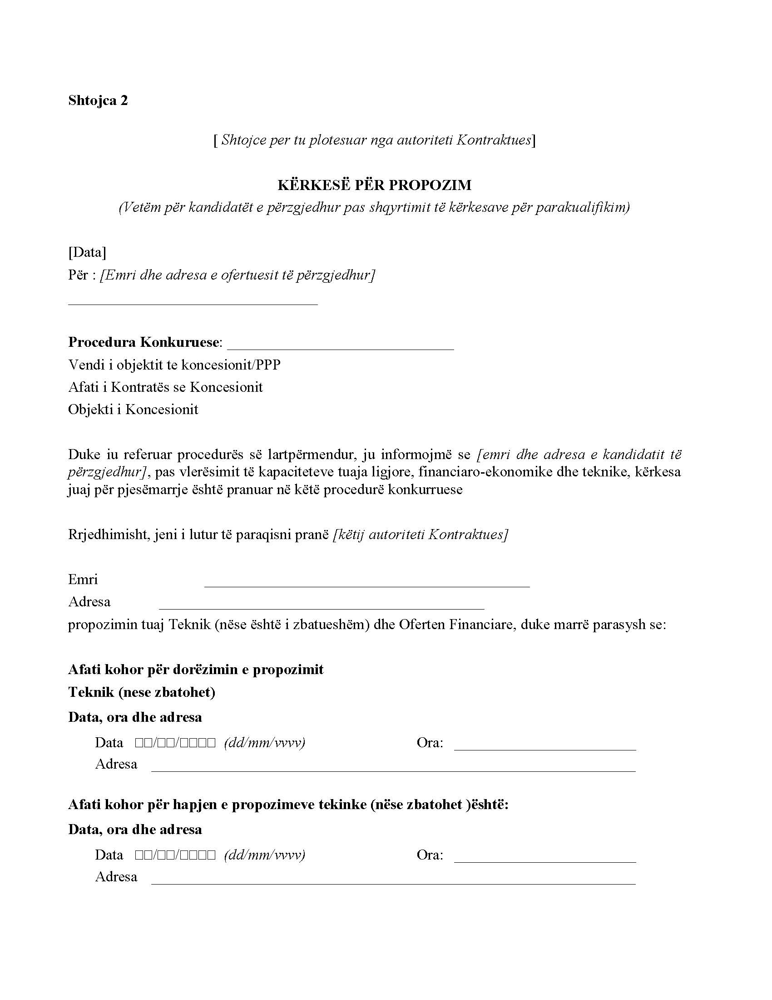 Shtojca 2
[ Shtojce per tu plotesuar nga autoriteti Kontraktues]
KËRKESË PËR PROPOZIM
(Vetëm për kandidatët e përzgjedhur pas shqyrtimit të kërkesave për parakualifikim)
[Data]
Për : [Emri dhe adresa e ofertuesit të përzgjedhur]
Procedura Konkuruese:
Vendi i objektit te koncesionit/PPP
Afati i Kontratës se Koncesionit
Objekti i Koncesionit
Duke iu referuar procedurës së lartpërmendur, ju informojmë se [emri dhe adresa e kandidatit të
përzgjedhur], pas vlerësimit të kapaciteteve tuaja ligjore, financiaro-ekonomike dhe teknike, kërkesa
juaj për pjesëmarrje është pranuar në këtë procedurë konkurruese
Rrjedhimisht, jeni i lutur të paraqisni pranë [këtij autoriteti Kontraktues]
Emri
Adresa
propozimin tuaj Teknik (nëse është i zbatueshëm) dhe Oferten Financiare, duke marrë parasysh se:
Afati kohor për dorëzimin e propozimit
Teknik (nese zbatohet)
Data, ora dhe adresa
Data □□/□□/□□□□ (dd/mm/vvvv) Ora:
Adresa
Afati kohor për hapjen e propozimeve tekinke (nëse zbatohet )është:
Data, ora dhe adresa
Data □□/□□/□□□□ (dd/mm/vvvv) Ora:
Adresa